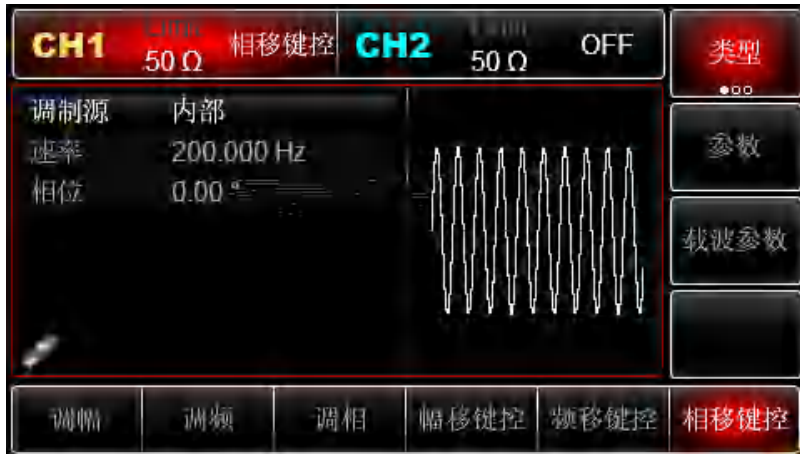 CH1 50 Ω 相移键控 CH2 50 Ω OFF
类型
调制源 内部
速率 200.000 Hz
相位 0.00 °
参数
载波参数
调幅 调频 调相 幅移键控 频移键控 相移键控